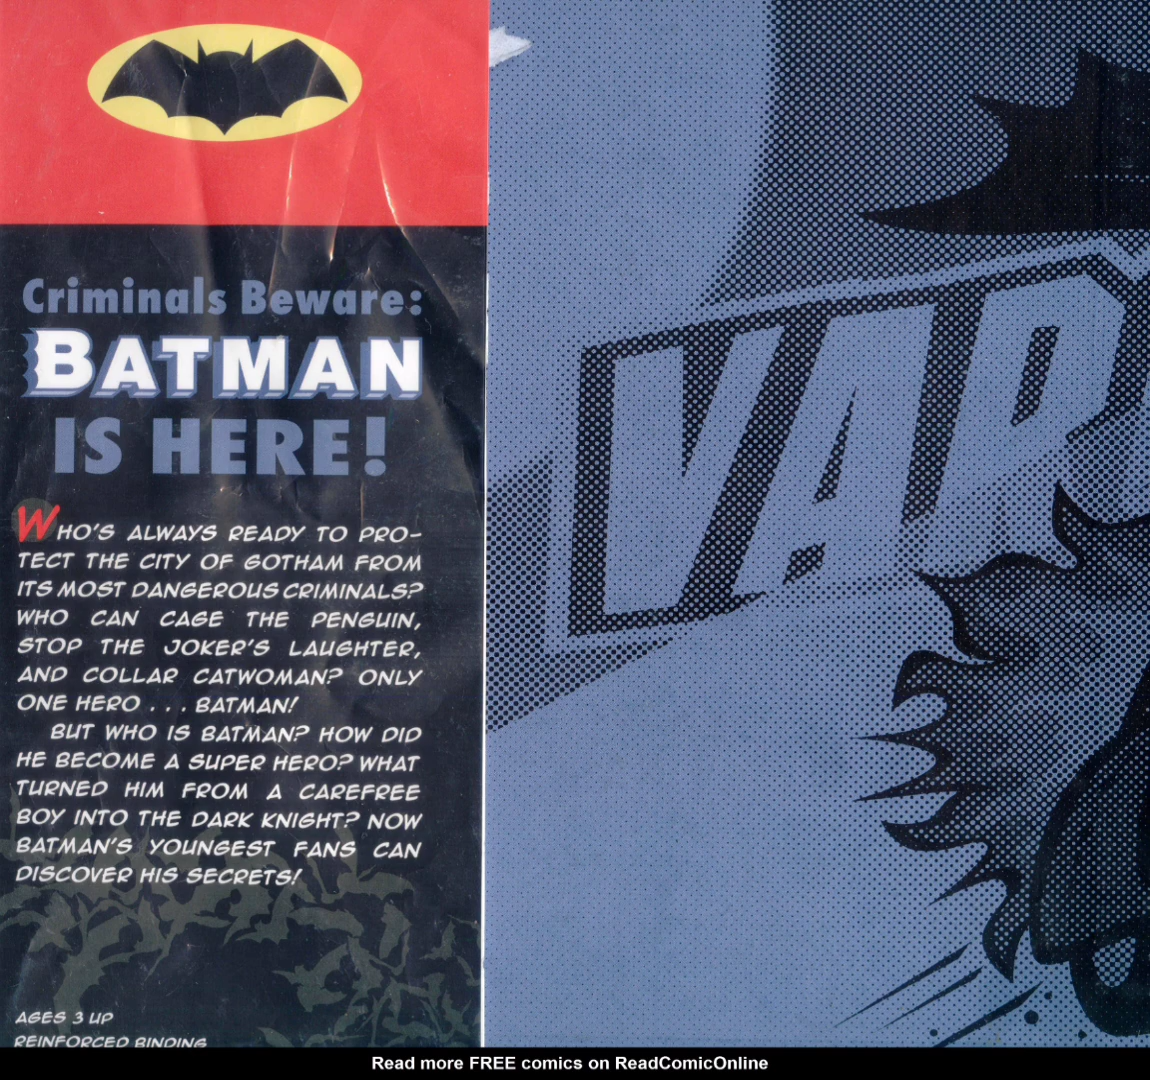 Criminals Beware:
BATMAN
IS HERE!
WHO'S ALWAYS READY TO PRO-
TECT THE CITY OF GOTHAM FROM
ITS MOST DANGEROUS CRIMINALS?
WHO CAN CAGE THE PENGUIN,
STOP THE JOKER'S LAUGHTER,
AND COLLAR CATWOMAN? ONLY
ONE HERO . . . BATMAN!
BUT WHO IS BATMAN? HOW DID
HE BECOME A SUPER HERO? WHAT
TURNED HIM FROM A CAREFREE
BOY INTO THE DARK KNIGHT? NOW
BATMAN'S YOUNGEST FANS CAN
DISCOVER HIS SECRETS!
AGES 3 UP
REINFORCED BINDING
Read more FREE comics on ReadComicOnline